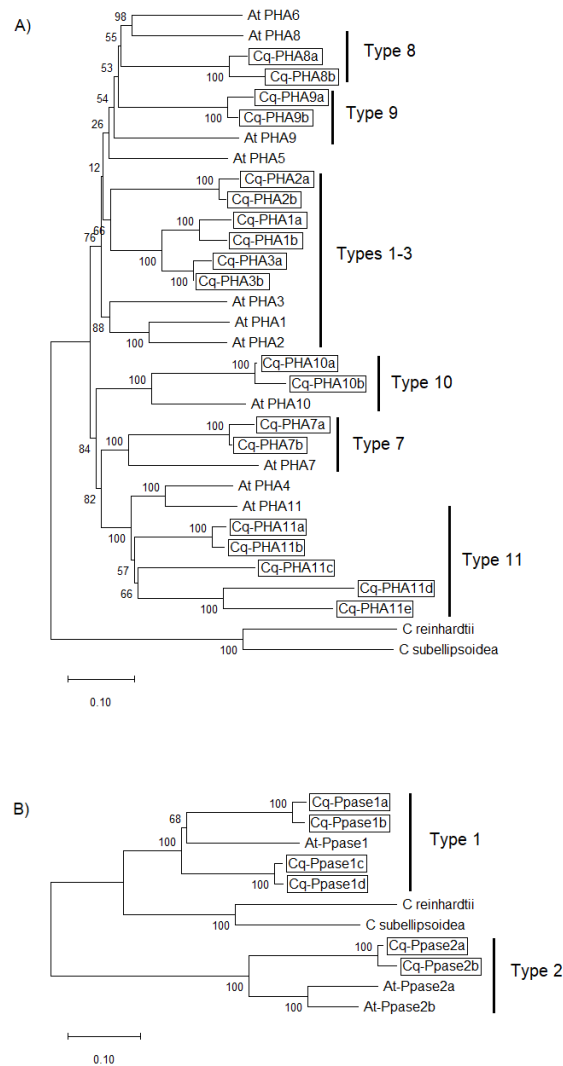 A)
98
At PHA6
55
At PHA8
Type 8
53
Cq-PHA8a
100
Cq-PHA8b
54
Cq-PHA9a
Type 9
100
Cq-PHA9b
26
At PHA9
At PHA5
12
100
Cq-PHA2a
Cq-PHA2b
76
66
100
Cq-PHA1a
Cq-PHA1b
Types 1-3
100
Cq-PHA3a
100
Cq-PHA3b
At PHA3
88
At PHA1
100
At PHA2
100
Cq-PHA10a
100
Cq-PHA10b
Type 10
At PHA10
84
100
Cq-PHA7a
100
Cq-PHA7b
Type 7
At PHA7
82
100
At PHA4
At PHA11
100
100
Cq-PHA11a
Cq-PHA11b
57
Cq-PHA11c
Type 11
66
Cq-PHA11d
100
Cq-PHA11e
C reinhardtii
100
C subellipsoidea
0.10
B)
100
Cq-Ppase1a
68
Cq-Ppase1b
Type 1
100
At-Ppase1
Cq-Ppase1c
100
Cq-Ppase1d
C reinhardtii
100
C subellipsoidea
Cq-Ppase2a
100
Cq-Ppase2b
Type 2
100
At-Ppase2a
100
At-Ppase2b
0.10